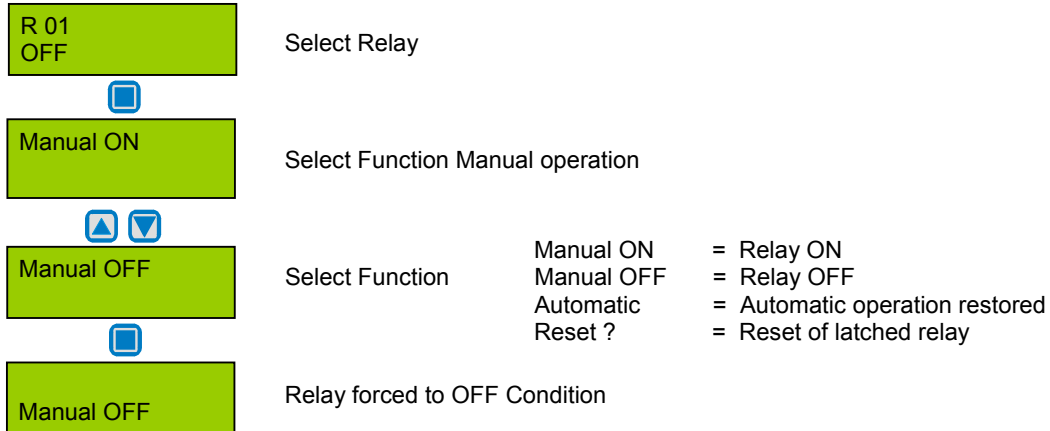 R 01
OFF
Select Relay
Manual ON
Select Function Manual operation
Manual OFF
Select Function
Manual ON = Relay ON
Manual OFF = Relay OFF
Automatic = Automatic operation restored
Reset ? = Reset of latched relay
Manual OFF
Relay forced to OFF Condition